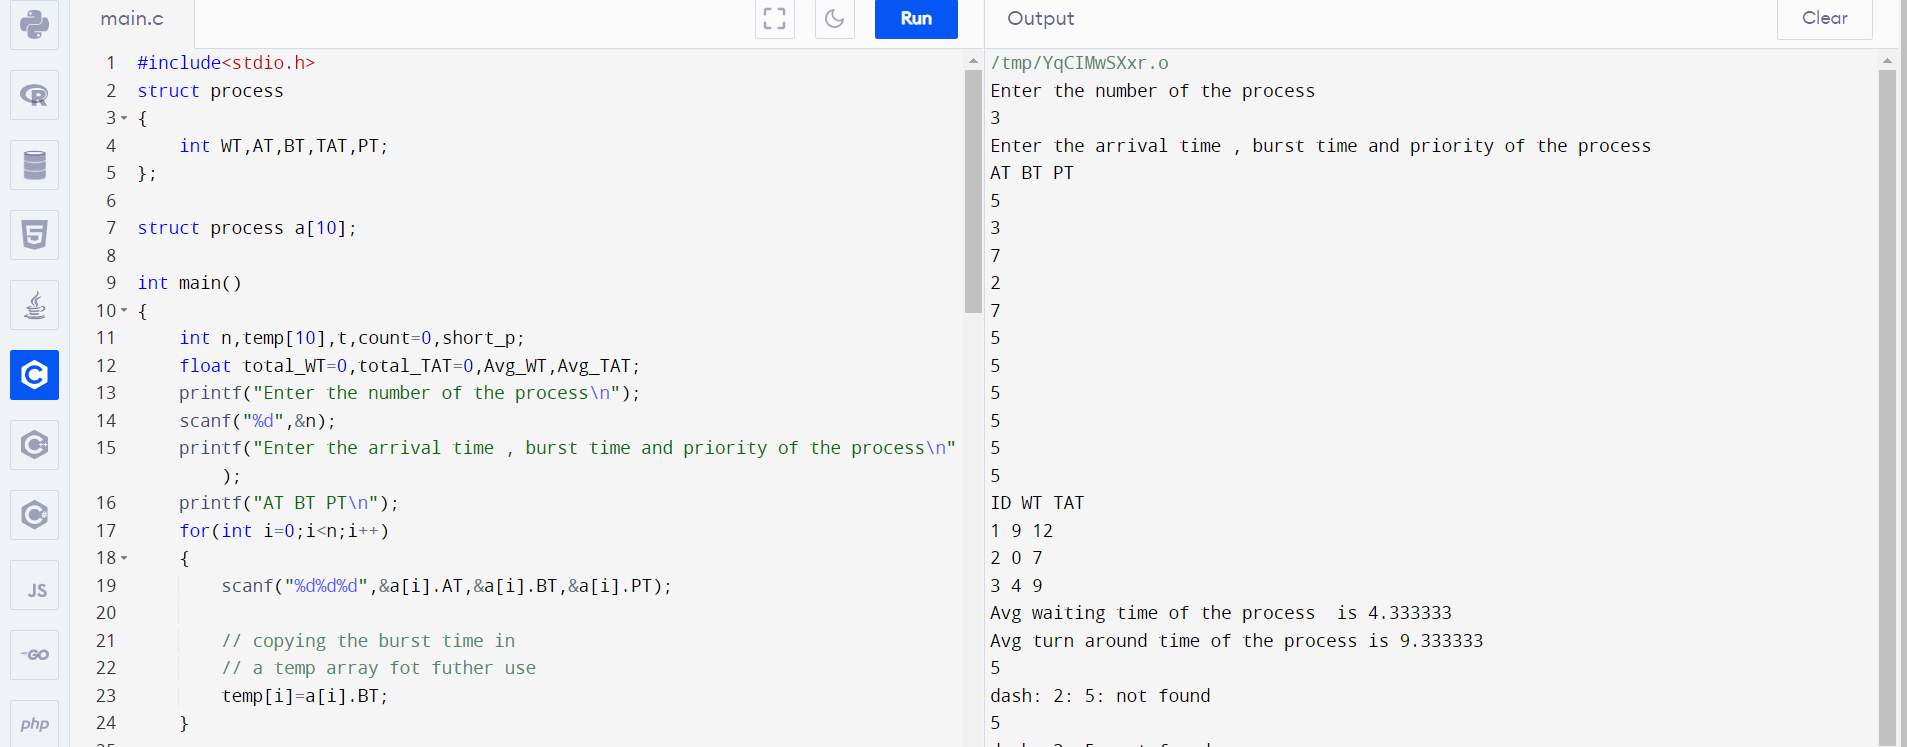 main.c
Run
Output
Clear
1 #include<stdio.h>
2 struct process
3 {
4 int WT,AT,BT,TAT,PT;
5 };
6
7 struct process a[10];
8
9 int main()
10 {
11 int n,temp[10],t,count=0,short_p;
12 float total_WT=0,total_TAT=0,Avg_WT,Avg_TAT;
13 printf("Enter the number of the process\n");
14 scanf("%d",&n);
15 printf("Enter the arrival time , burst time and priority of the process\n"
);
16 printf("AT BT PT\n");
17 for(int i=0;i<n;i++)
18 {
19 scanf("%d%d%d",&a[i].AT,&a[i].BT,&a[i].PT);
20
21 // copying the burst time in
22 // a temp array fot futher use
23 temp[i]=a[i].BT;
24 }
/tmp/YqCIMwSXxr.o
Enter the number of the process
3
Enter the arrival time , burst time and priority of the process
AT BT PT
5
3
7
2
7
5
5
5
5
5
5
ID WT TAT
1 9 12
2 0 7
3 4 9
Avg waiting time of the process  is 4.333333
Avg turn around time of the process is 9.333333
5
dash: 2: 5: not found
5
R
5
C
C
C#
JS
GO
php